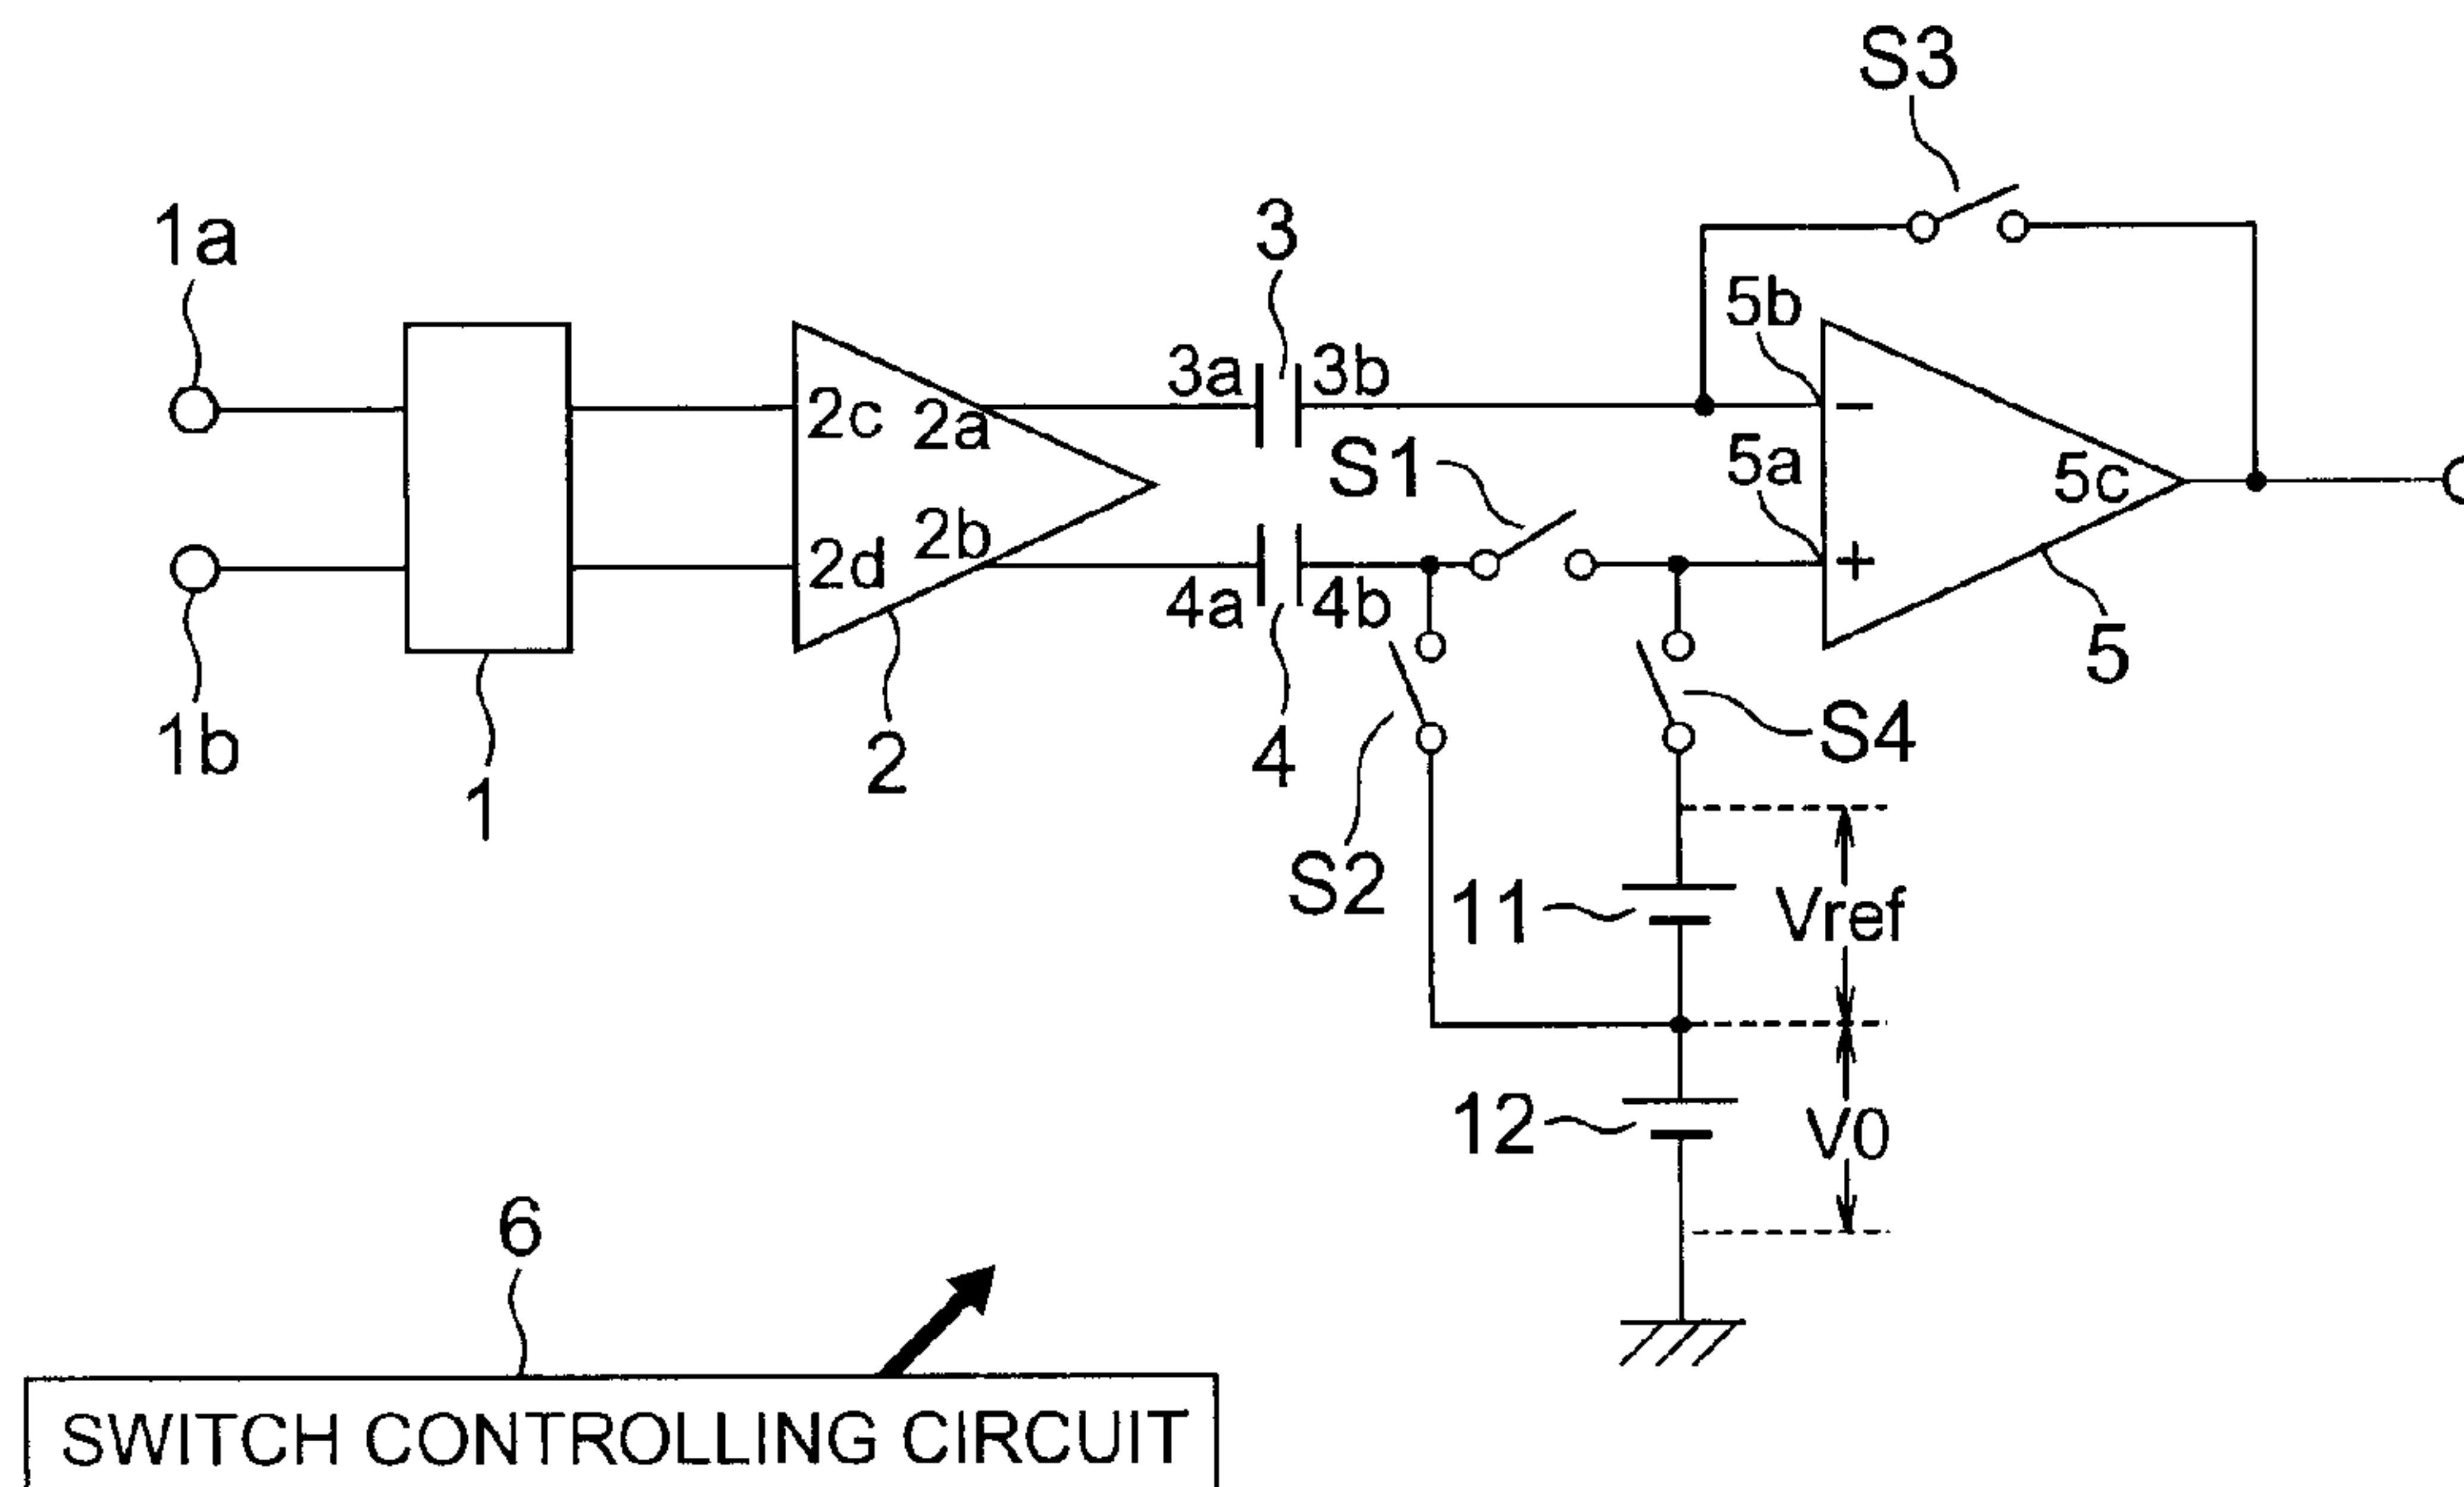 S3
1a
3
5b
3a
3b
2c
2a
S1
5a
5c
2b
2d
4a
4b
5
1b
1
2
4
S4
S2
11
Vref
12
V0
6
SWITCH CONTROLLING CIRCUIT